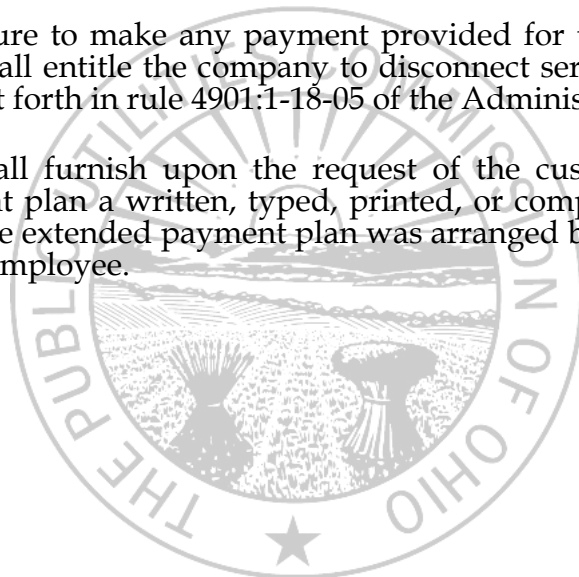 ure to make any payment provided for
all entitle the company to disconnect ser
t forth in rule 4901:1-18-05 of the Adminis
all furnish upon the request of the cus
t plan a written, typed, printed, or comp
e extended payment plan was arranged b
employee.
THE PUBLIC UTILITIES COMMISSION OF OHIO